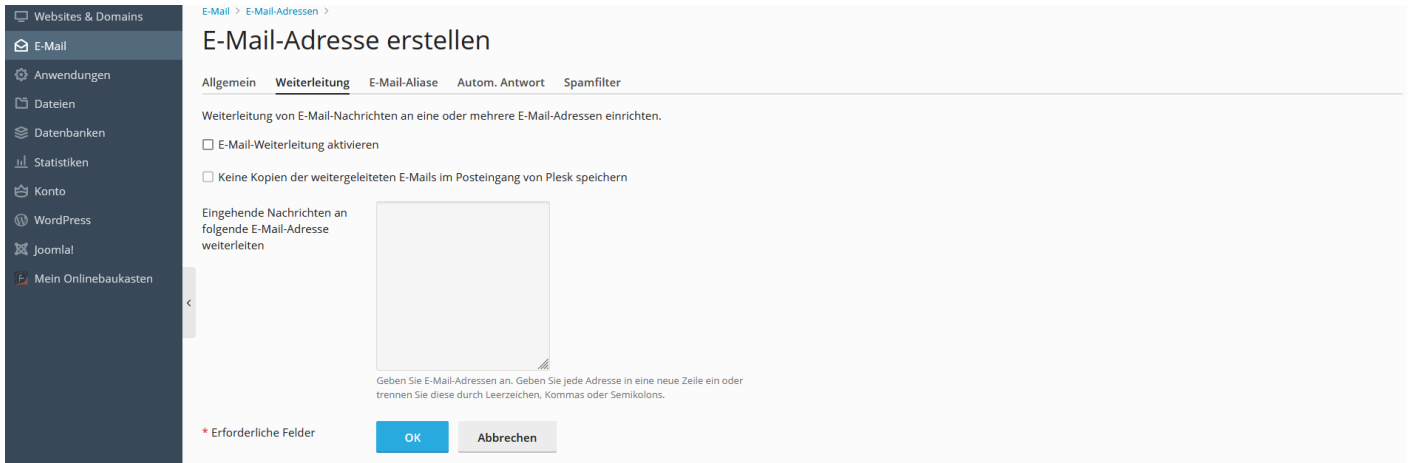 Websites & Domains
E-Mail
Anwendungen
Dateien
Datenbanken
Statistiken
Konto
WordPress
Joomla!
Mein Onlinebaukasten
E-Mail > E-Mail-Adressen >
E-Mail-Adresse erstellen
Allgemein Weiterleitung E-Mail-Aliase Autom. Antwort Spamfilter
Weiterleitung von E-Mail-Nachrichten an eine oder mehrere E-Mail-Adressen einrichten.
E-Mail-Weiterleitung aktivieren
Keine Kopien der weitergeleiteten E-Mails im Posteingang von Plesk speichern
Eingehende Nachrichten an
folgende E-Mail-Adresse
weiterleiten
Geben Sie E-Mail-Adressen an. Geben Sie jede Adresse in eine neue Zeile ein oder
trennen Sie diese durch Leerzeichen, Kommas oder Semikolons.
* Erforderliche Felder
OK Abbrechen